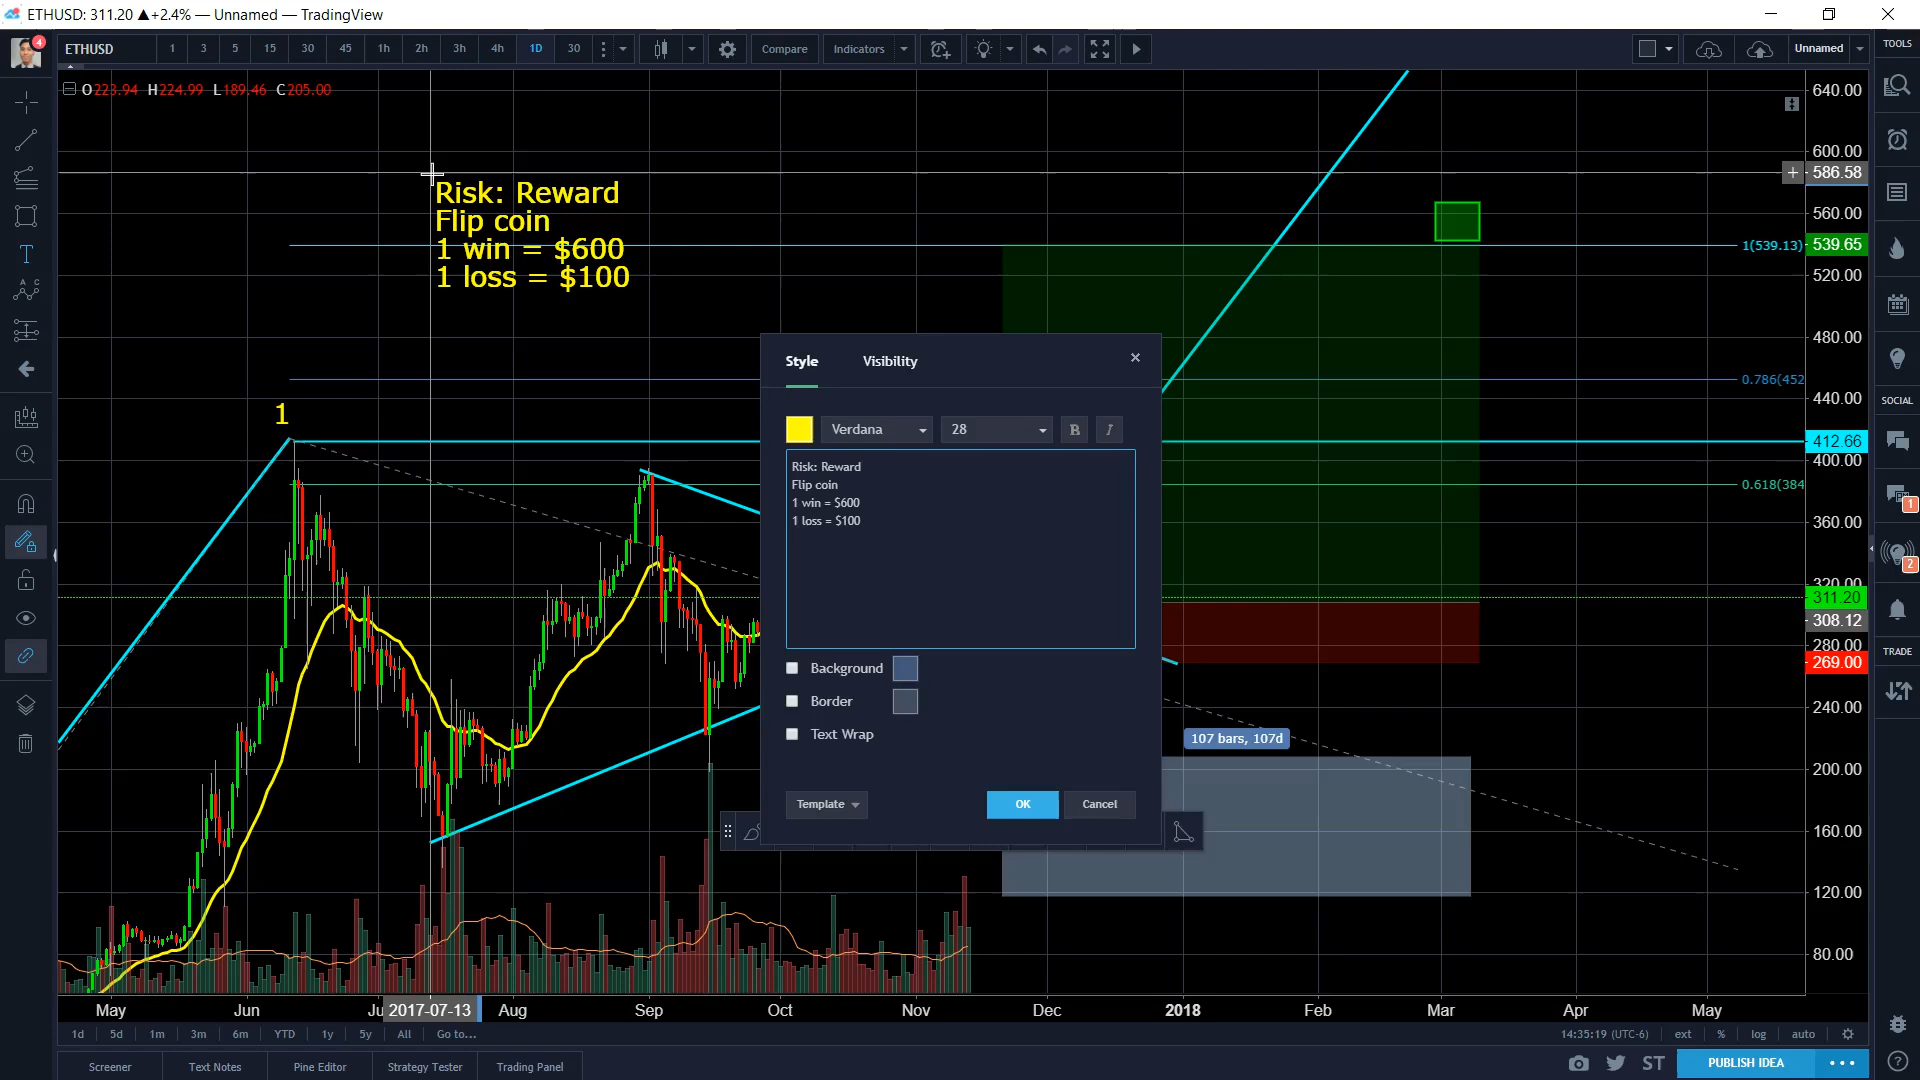 ETHUSD: 311.20 ▲+2.4% — Unnamed — TradingView
4
ETHUSD 1 3 5 15 30 45 1h 2h 3h 4h 1D 30 Compare Indicators Unnamed TOOLS
O223.94 H224.99 L189.46 C205.00
640.00
600.00
586.58
Risk: Reward
Flip coin
1 win = $600
1 loss = $100
560.00
1(539.13) 539.65
520.00
480.00
0.786(452
440.00
SOCIAL
1
412.66
400.00
0.618(384
360.00
320.00
311.20
308.12
280.00
269.00
240.00
200.00
160.00
120.00
80.00
1
2
TRADE
Style Visibility
Verdana 28 B I
Risk: Reward
Flip coin
1 win = $600
1 loss = $100
Background
Border
Text Wrap
Template OK Cancel
107 bars, 107d
May Jun Ju 2017-07-13 Aug Sep Oct Nov Dec 2018 Feb Mar Apr May
1d 5d 1m 3m 6m YTD 1y 5y All Go to... 14:35:19 (UTC-6) ext % log auto
Screener Text Notes Pine Editor Strategy Tester Trading Panel ST PUBLISH IDEA